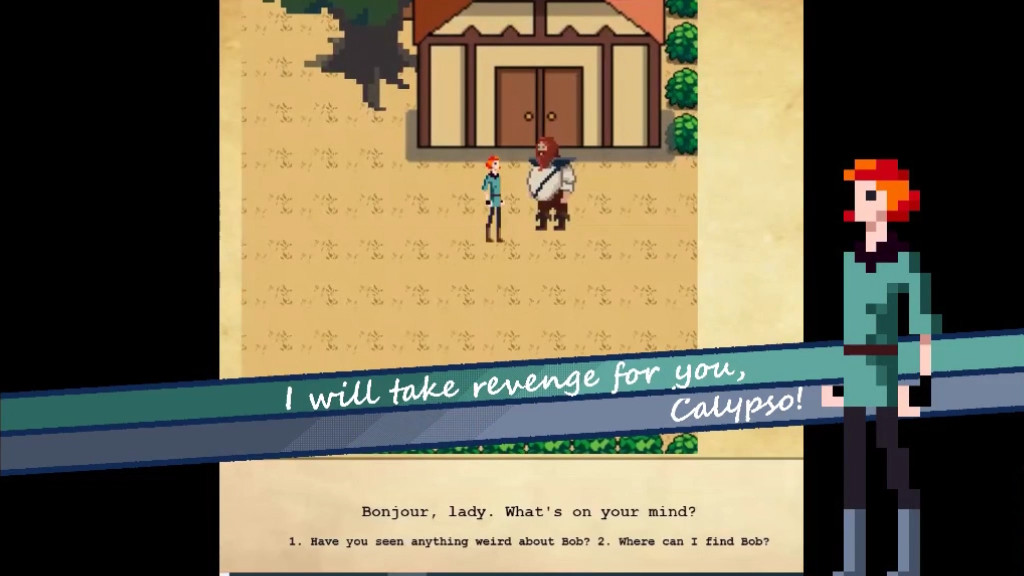 I will take revenge for you,
Calypso!
Bonjour, lady. What's on your mind?
1. Have you seen anything weird about Bob? 2. Where can I find Bob?